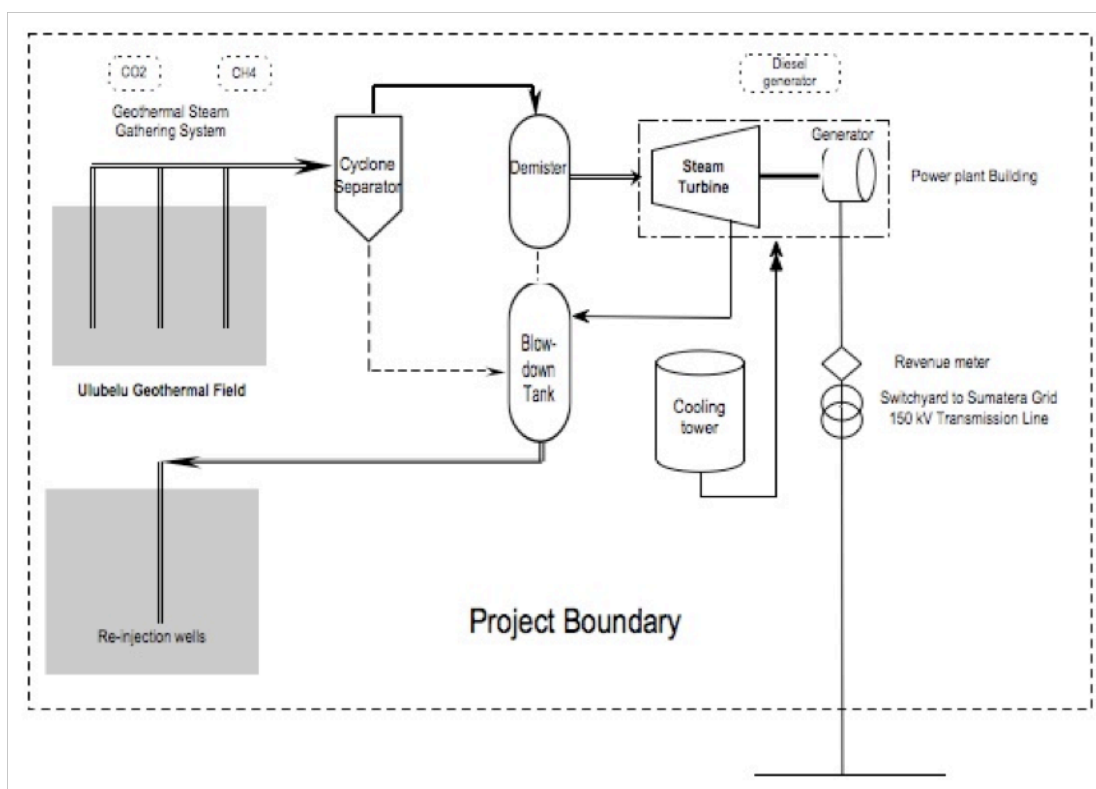 CO2
CH4
Diesel
generator
Geothermal Steam
Gathering System
Cyclone
Separator
Demister
Steam
Turbine
Generator
Power plant Building
Ulubelu Geothermal Field
Blow-
down
Tank
Cooling
tower
Revenue meter
Switchyard to Sumatera Grid
150 kV Transmission Line
Re-injection wells
Project Boundary